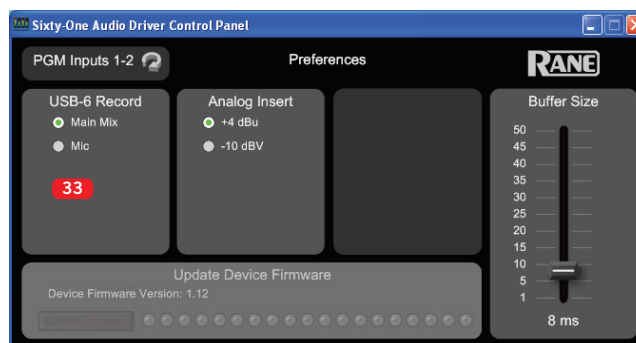 Sixty-One Audio Driver Control Panel
PGM Inputs 1-2
Preferences
RANE
USB-6 Record
Main Mix
Mic
33
Analog Insert
+4 dBu
-10 dBV
Buffer Size
50
45
40
35
30
25
20
15
10
5
1
8 ms
Update Device Firmware
Device Firmware Version: 1.12
Update Firmware